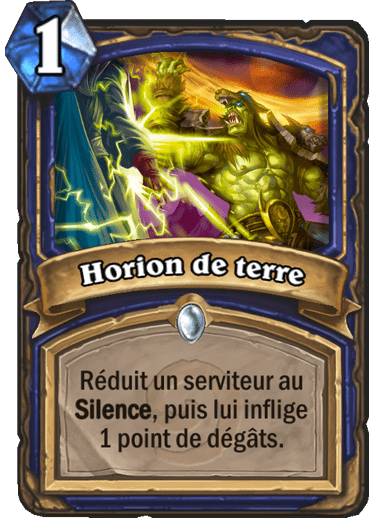 1
Horion de terre
Réduit un serviteur au
Silence, puis lui inflige
1 point de dégâts.